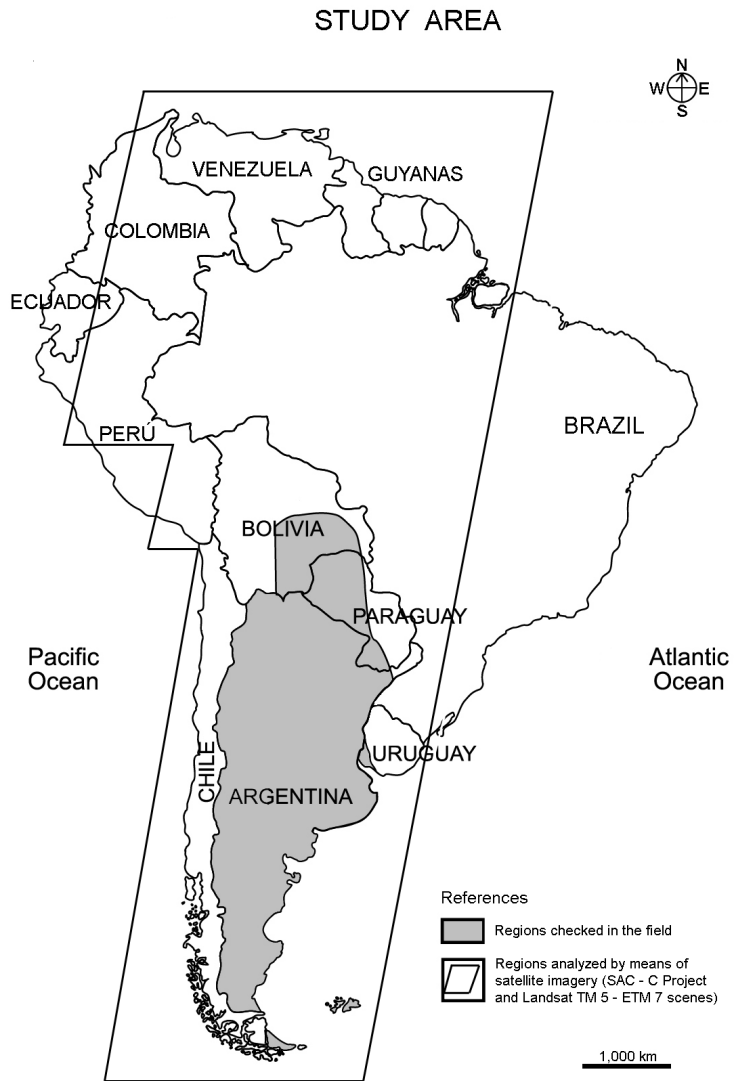 STUDY AREA
N
W E
S
VENEZUELA
GUYANAS
COLOMBIA
ECUADOR
PERÚ
BRAZIL
BOLIVIA
PARAGUAY
Pacific
Ocean
Atlantic
Ocean
CHILE
URUGUAY
ARGENTINA
References
Regions checked in the field
Regions analyzed by means of
satellite imagery (SAC - C Project
and Landsat TM 5 - ETM 7 scenes)
1,000 km